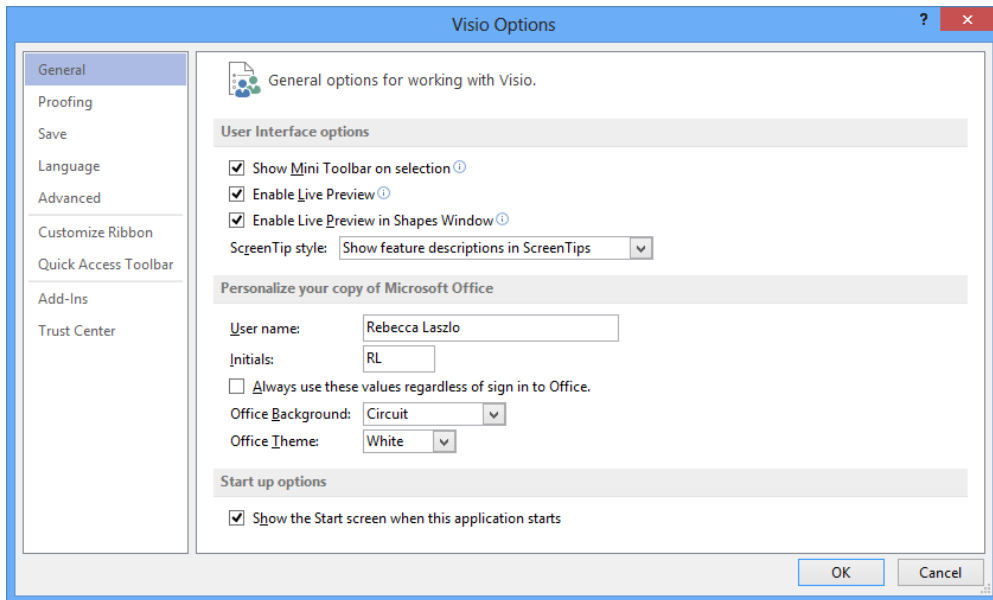 Visio Options
?
General
Proofing
Save
Language
Advanced
Customize Ribbon
Quick Access Toolbar
Add-Ins
Trust Center
General options for working with Visio.
User Interface options
Show Mini Toolbar on selection
Enable Live Preview
Enable Live Preview in Shapes Window
ScreenTip style: Show feature descriptions in ScreenTips
Personalize your copy of Microsoft Office
User name: Rebecca Laszlo
Initials: RL
Always use these values regardless of sign in to Office.
Office Background: Circuit
Office Theme: White
Start up options
Show the Start screen when this application starts
OK Cancel